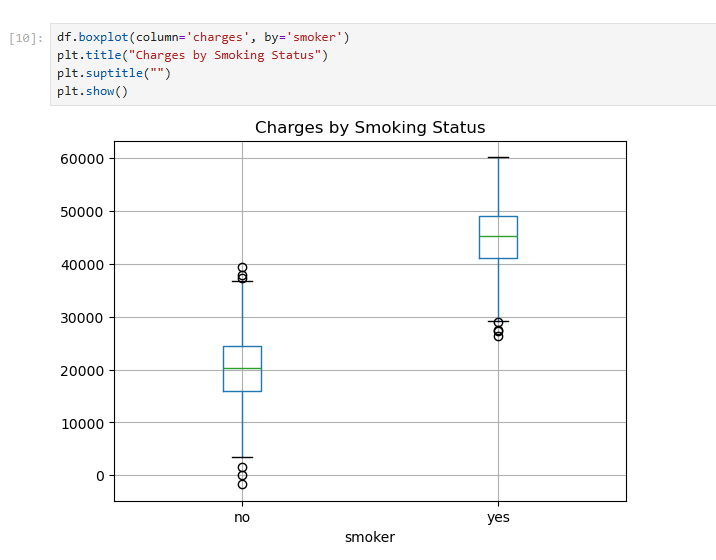 [10]: df.boxplot(column='charges', by='smoker')
plt.title("Charges by Smoking Status")
plt.suptitle("")
plt.show()
Charges by Smoking Status
60000
50000
40000
30000
20000
10000
0
no yes
smoker